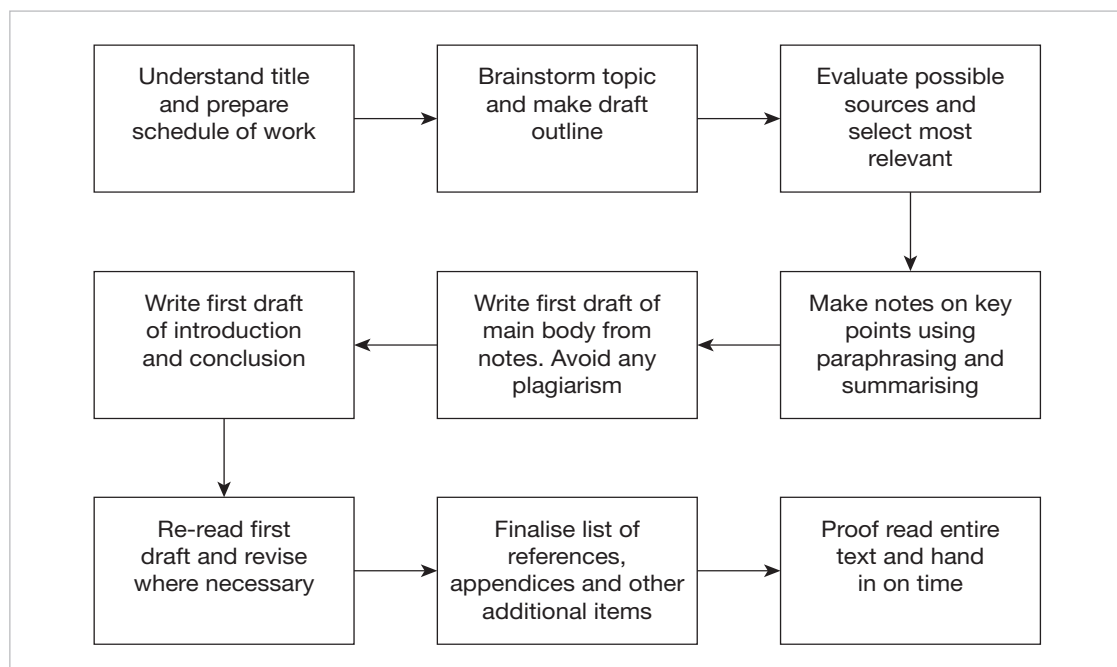 Understand title
and prepare
schedule of work
Brainstorm topic
and make draft
outline
Evaluate possible
sources and
select most
relevant
Make notes on key
points using
paraphrasing and
summarising
Write first draft of
main body from
notes. Avoid any
plagiarism
Write first draft
of introduction
and conclusion
Re-read first
draft and revise
where necessary
Finalise list of
references,
appendices and other
additional items
Proof read entire
text and hand
in on time